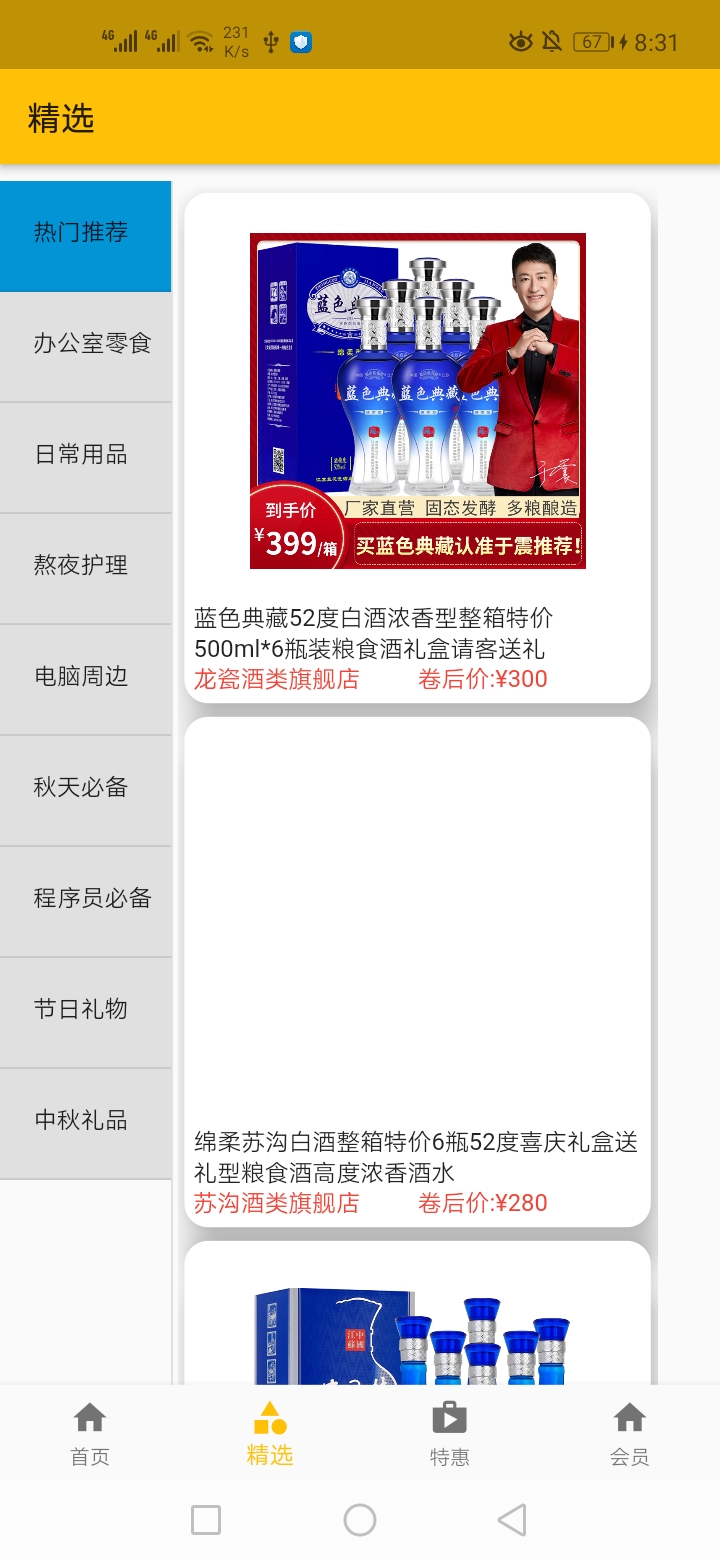 4G 4G 231 K/s 67 8:31
精选
热门推荐
办公室零食
日常用品
熬夜护理
电脑周边
秋天必备
程序员必备
节日礼物
中秋礼品
蓝色典藏
蓝色典藏
蓝色典藏
于震
到手价
¥399/箱
厂家直营 固态发酵 多粮酿造
买蓝色典藏认准于震推荐!
蓝色典藏52度白酒浓香型整箱特价
500ml*6瓶装粮食酒礼盒请客送礼
龙瓷酒类旗舰店 卷后价:¥300
绵柔苏沟白酒整箱特价6瓶52度喜庆礼盒送
礼型粮食酒高度浓香酒水
苏沟酒类旗舰店 卷后价:¥280
首页 精选 特惠 会员